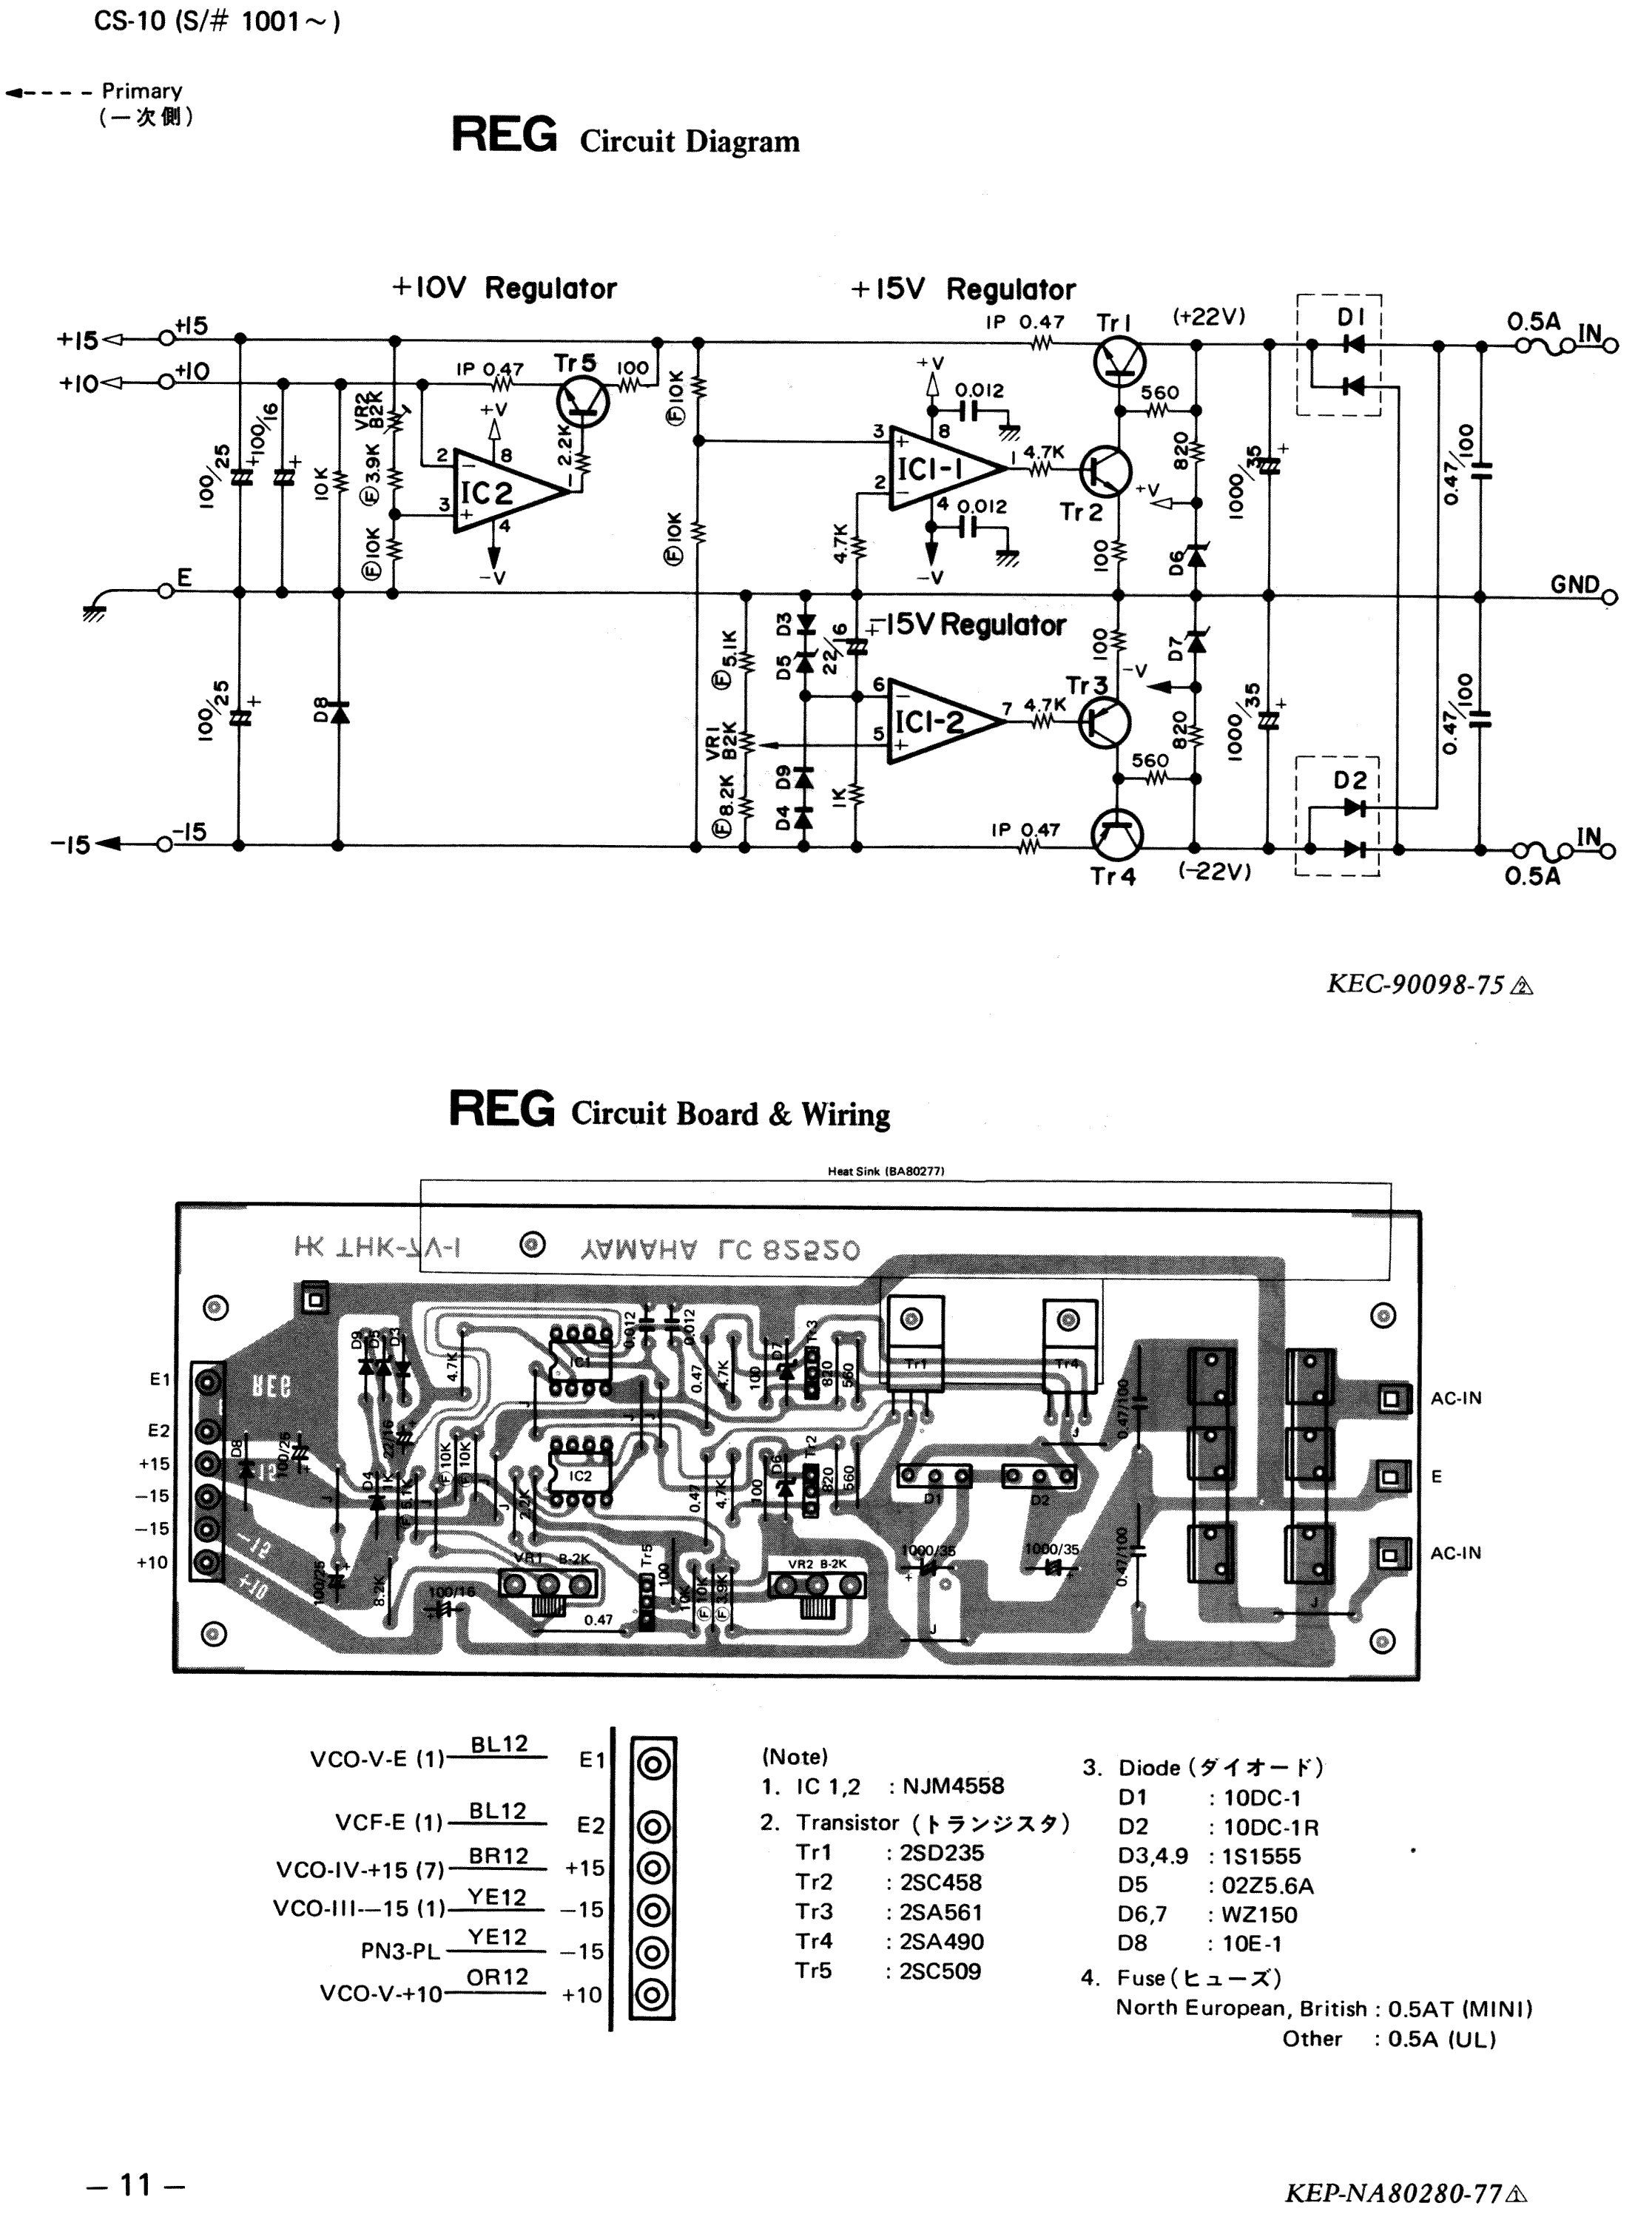 CS-10 (S/# 1001～)
Primary
(一次側)
REG Circuit Diagram
+10V Regulator
+15V Regulator
1P 0.47
Tr1
(+22V)
D1
0.5A
IN
+15
+15
+10
+10
1P 0.47
Tr5
100
+V
0.012
560
VR2
B2K
+V
Ⓕ10K
3
8
100/25
100/16
10K
Ⓕ3.9K
2
8
IC2
1
2.2K
IC1-1
1
4.7K
820
1000/35
0.47/100
2
3
4
+V
Tr2
4
0.012
Ⓕ10K
Ⓕ10K
4.7K
100
D6
-V
-V
E
GND
-15V Regulator
Ⓕ5.1K
D3
D5
22/16
100
D7
-V
Tr3
100/25
D8
6
IC1-2
7
4.7K
820
1000/35
0.47/100
VR1
B2K
5
560
D2
Ⓕ8.2K
D9
D4
1K
-15
-15
1P 0.47
Tr4
(-22V)
0.5A
IN
KEC-90098-75 2
REG Circuit Board & Wiring
Heat Sink (BA80277)
HK THK-7V-1
YAMAHA LC 82520
E1
E2
+15
-15
-15
+10
REG
15
-12
+10
D9
D5
D3
4.7K
IC1
0.012
0.012
0.47
4.7K
100
D7
Tr3
820
560
Tr1
Tr4
0.47/100
AC-IN
D8
100/25
22/16
Ⓕ10K
Ⓕ10K
J
J
J
D4
1K
Ⓕ5.1K
J
J
J
2.2K
IC2
0.47
4.7K
100
D6
Tr2
820
560
D1
D2
J
E
100/25
8.2K
100/16
VR1 B-2K
0.47
Tr5
100
10K
Ⓕ10K
Ⓕ3.9K
VR2 B-2K
1000/35
1000/35
0.47/100
J
J
AC-IN
VCO-V-E (1) BL12 E1
VCF-E (1) BL12 E2
VCO-IV-+15 (7) BR12 +15
VCO-III-—15 (1) YE12 —15
PN3-PL YE12 —15
VCO-V-+10 OR12 +10
(Note)
1. IC 1,2 : NJM4558
2. Transistor (トランジスタ)
Tr1 : 2SD235
Tr2 : 2SC458
Tr3 : 2SA561
Tr4 : 2SA490
Tr5 : 2SC509
3. Diode (ダイオード)
D1 : 10DC-1
D2 : 10DC-1R
D3,4.9 : 1S1555
D5 : 02Z5.6A
D6,7 : WZ150
D8 : 10E-1
4. Fuse (ヒューズ)
North European, British : 0.5AT (MINI)
Other : 0.5A (UL)
— 11 —
KEP-NA80280-77 1